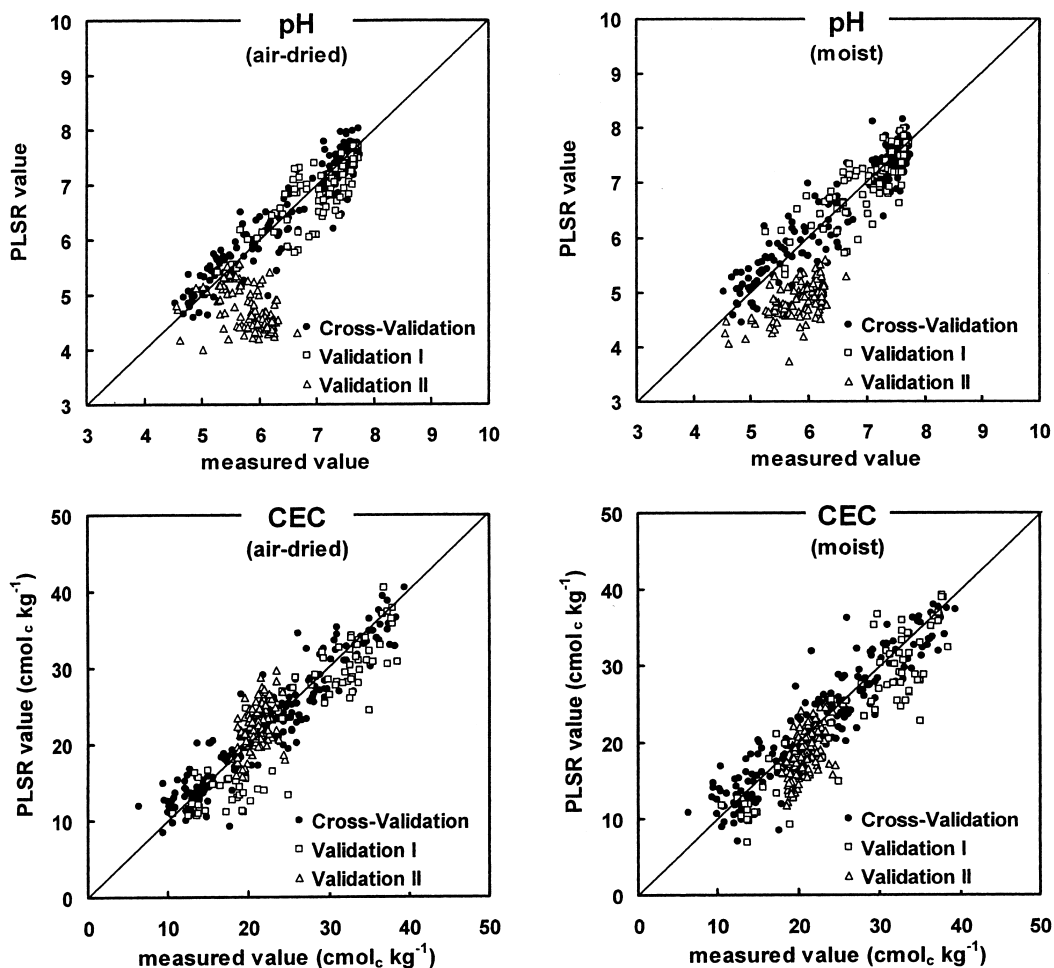 pH
(air-dried)
10
9
8
7
6
5
4
3
PLSR value
● Cross-Validation
□ Validation I
△ Validation II
3 4 5 6 7 8 9 10
measured value
pH
(moist)
10
9
8
7
6
5
4
3
PLSR value
● Cross-Validation
□ Validation I
△ Validation II
3 4 5 6 7 8 9 10
measured value
CEC
(air-dried)
50
40
30
20
10
0
PLSR value (cmol c kg⁻¹)
● Cross-Validation
□ Validation I
△ Validation II
0 10 20 30 40 50
measured value (cmolc kg⁻¹)
CEC
(moist)
50
40
30
20
10
0
PLSR value (cmol c kg⁻¹)
● Cross-Validation
□ Validation I
△ Validation II
0 10 20 30 40 50
measured value (cmolc kg⁻¹)